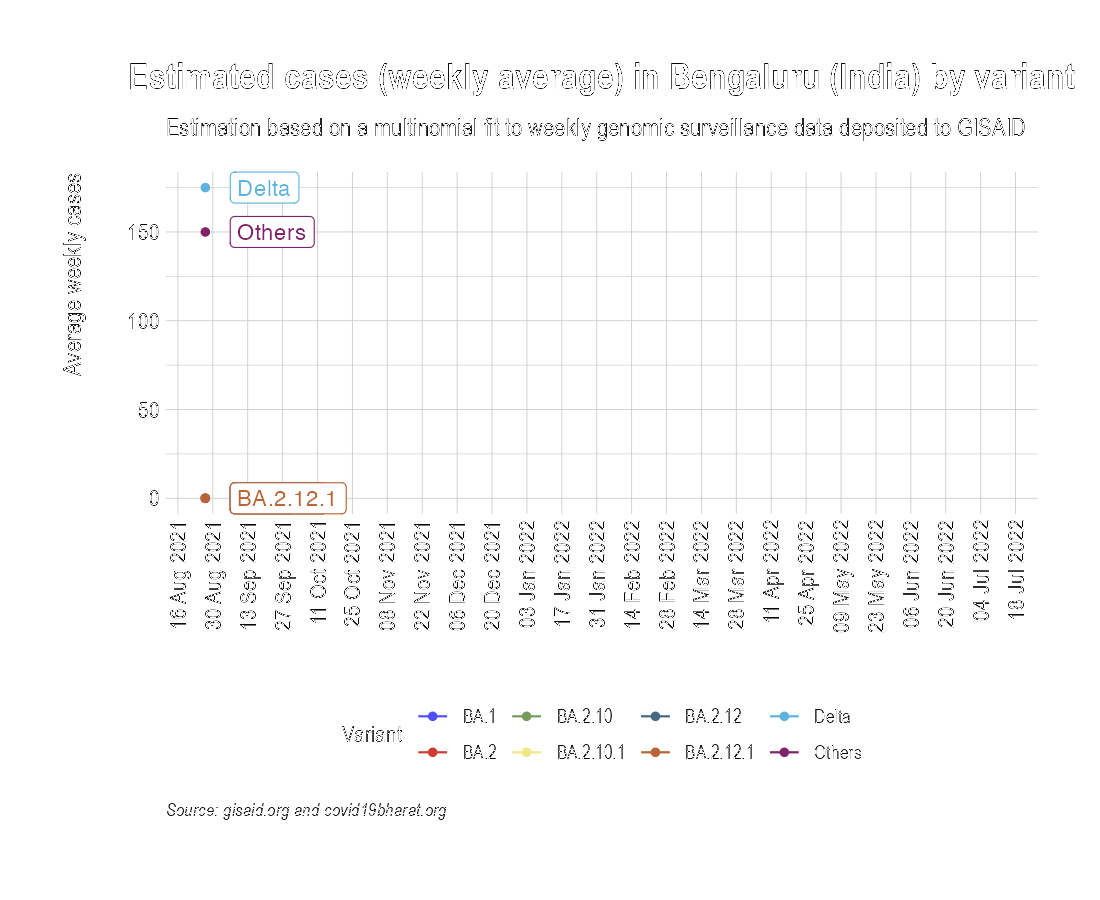 Estimated cases (weekly average) in Bengaluru (India) by variant
Estimation based on a multinomial fit to weekly genomic surveillance data deposited to GISAID
Average weekly cases
Delta
Others
150
100
50
0
BA.2.12.1
16 Aug 2021
30 Aug 2021
13 Sep 2021
27 Sep 2021
11 Oct 2021
25 Oct 2021
08 Nov 2021
22 Nov 2021
06 Dec 2021
20 Dec 2021
03 Jan 2022
17 Jan 2022
31 Jan 2022
14 Feb 2022
28 Feb 2022
14 Mar 2022
28 Mar 2022
11 Apr 2022
25 Apr 2022
09 May 2022
23 May 2022
06 Jun 2022
20 Jun 2022
04 Jul 2022
18 Jul 2022
Variant
BA.1 BA.2.10 BA.2.12 Delta
BA.2 BA.2.10.1 BA.2.12.1 Others
Source: gisaid.org and covid19bharat.org